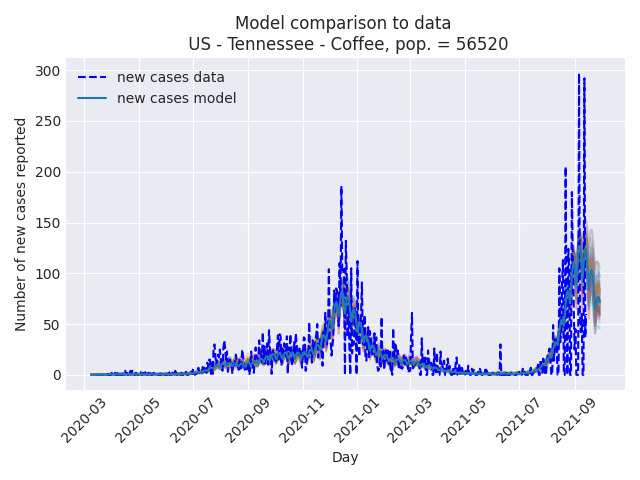 Model comparison to data
US - Tennessee - Coffee, pop. = 56520
new cases data
new cases model
Number of new cases reported
300
250
200
150
100
50
0
2020-03
2020-05
2020-07
2020-09
2020-11
2021-01
2021-03
2021-05
2021-07
2021-09
Day